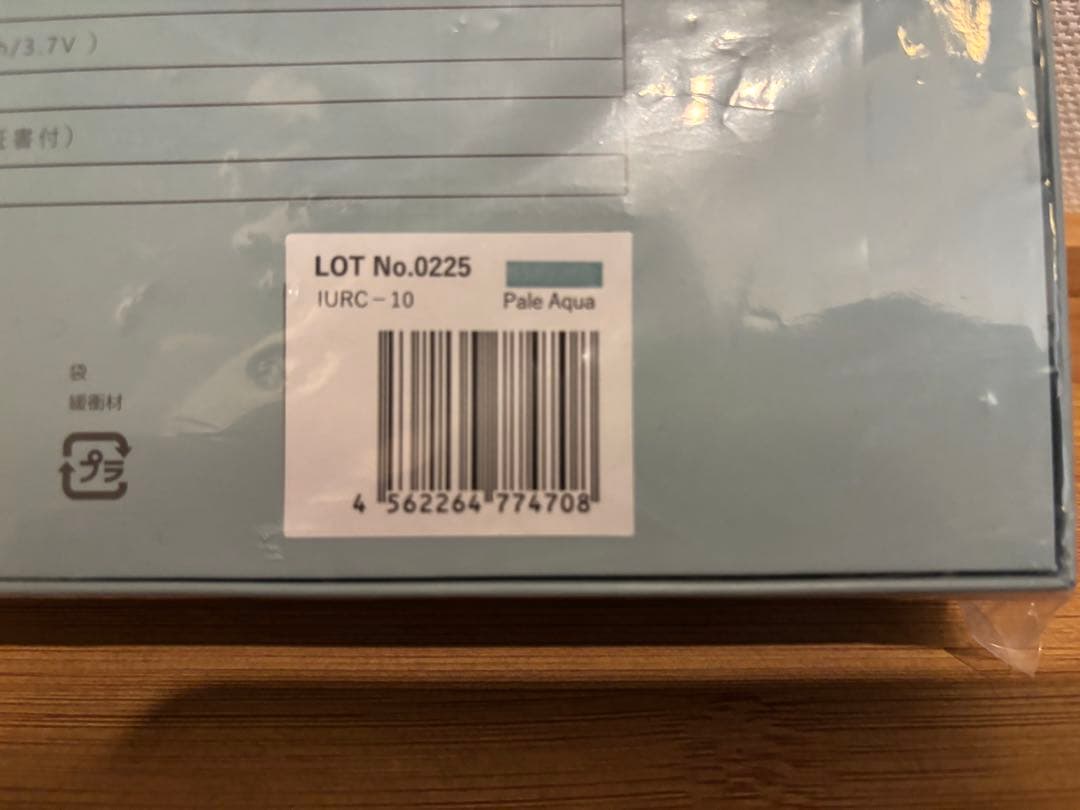 h/3.7V )
証書付)
LOT No.0225
IURC-10
Pale Aqua
袋
緩衝材
プラ
4 562264 774708